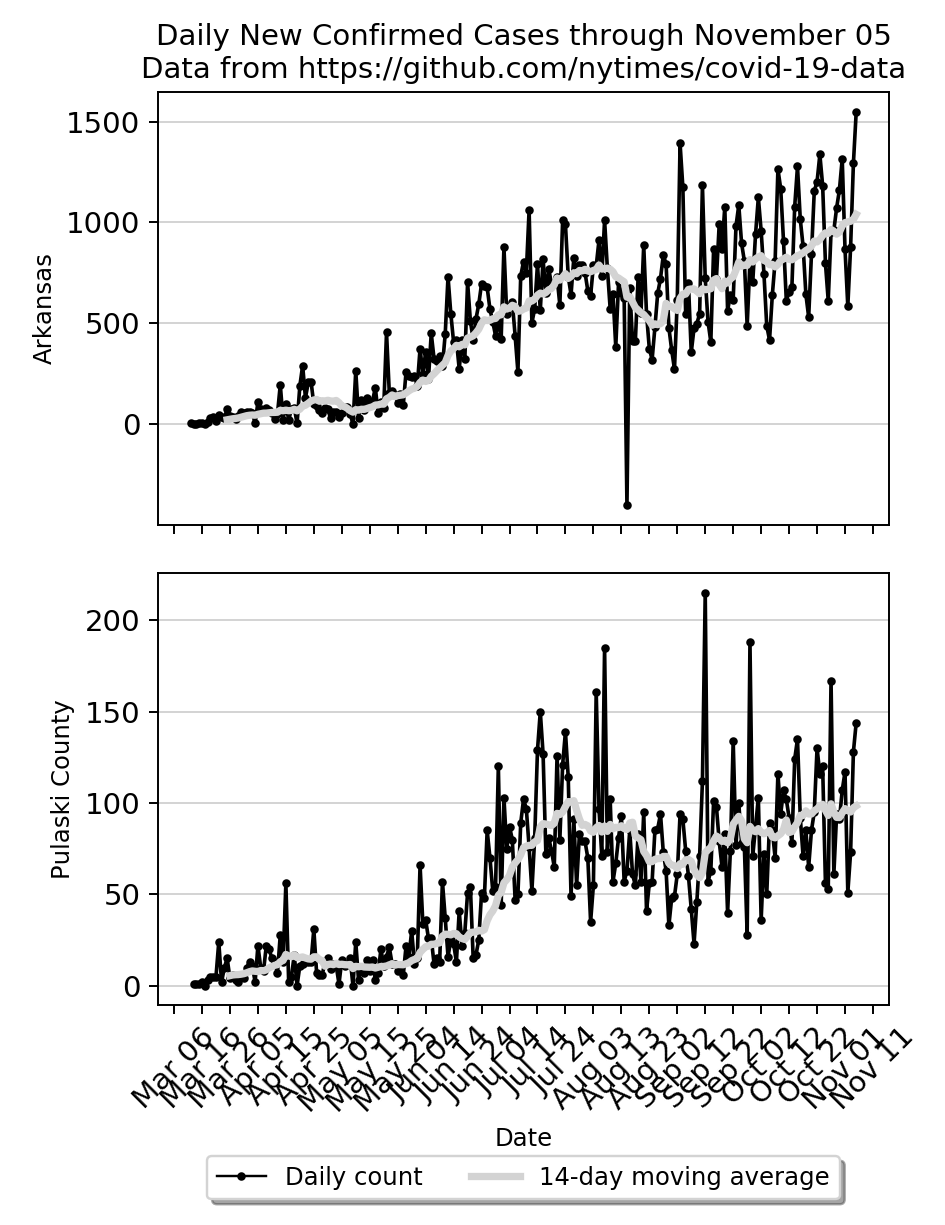 Daily New Confirmed Cases through November 05
Data from https://github.com/nytimes/covid-19-data
1500
1000
500
0
Arkansas
200
150
100
50
0
Pulaski County
Mar 06
Mar 16
Mar 26
Apr 05
Apr 15
Apr 25
May 05
May 15
May 25
Jun 04
Jun 14
Jun 24
Jul 04
Jul 14
Jul 24
Aug 03
Aug 13
Aug 23
Sep 02
Sep 12
Sep 22
Oct 02
Oct 12
Oct 22
Nov 01
Nov 11
Date
Daily count
14-day moving average